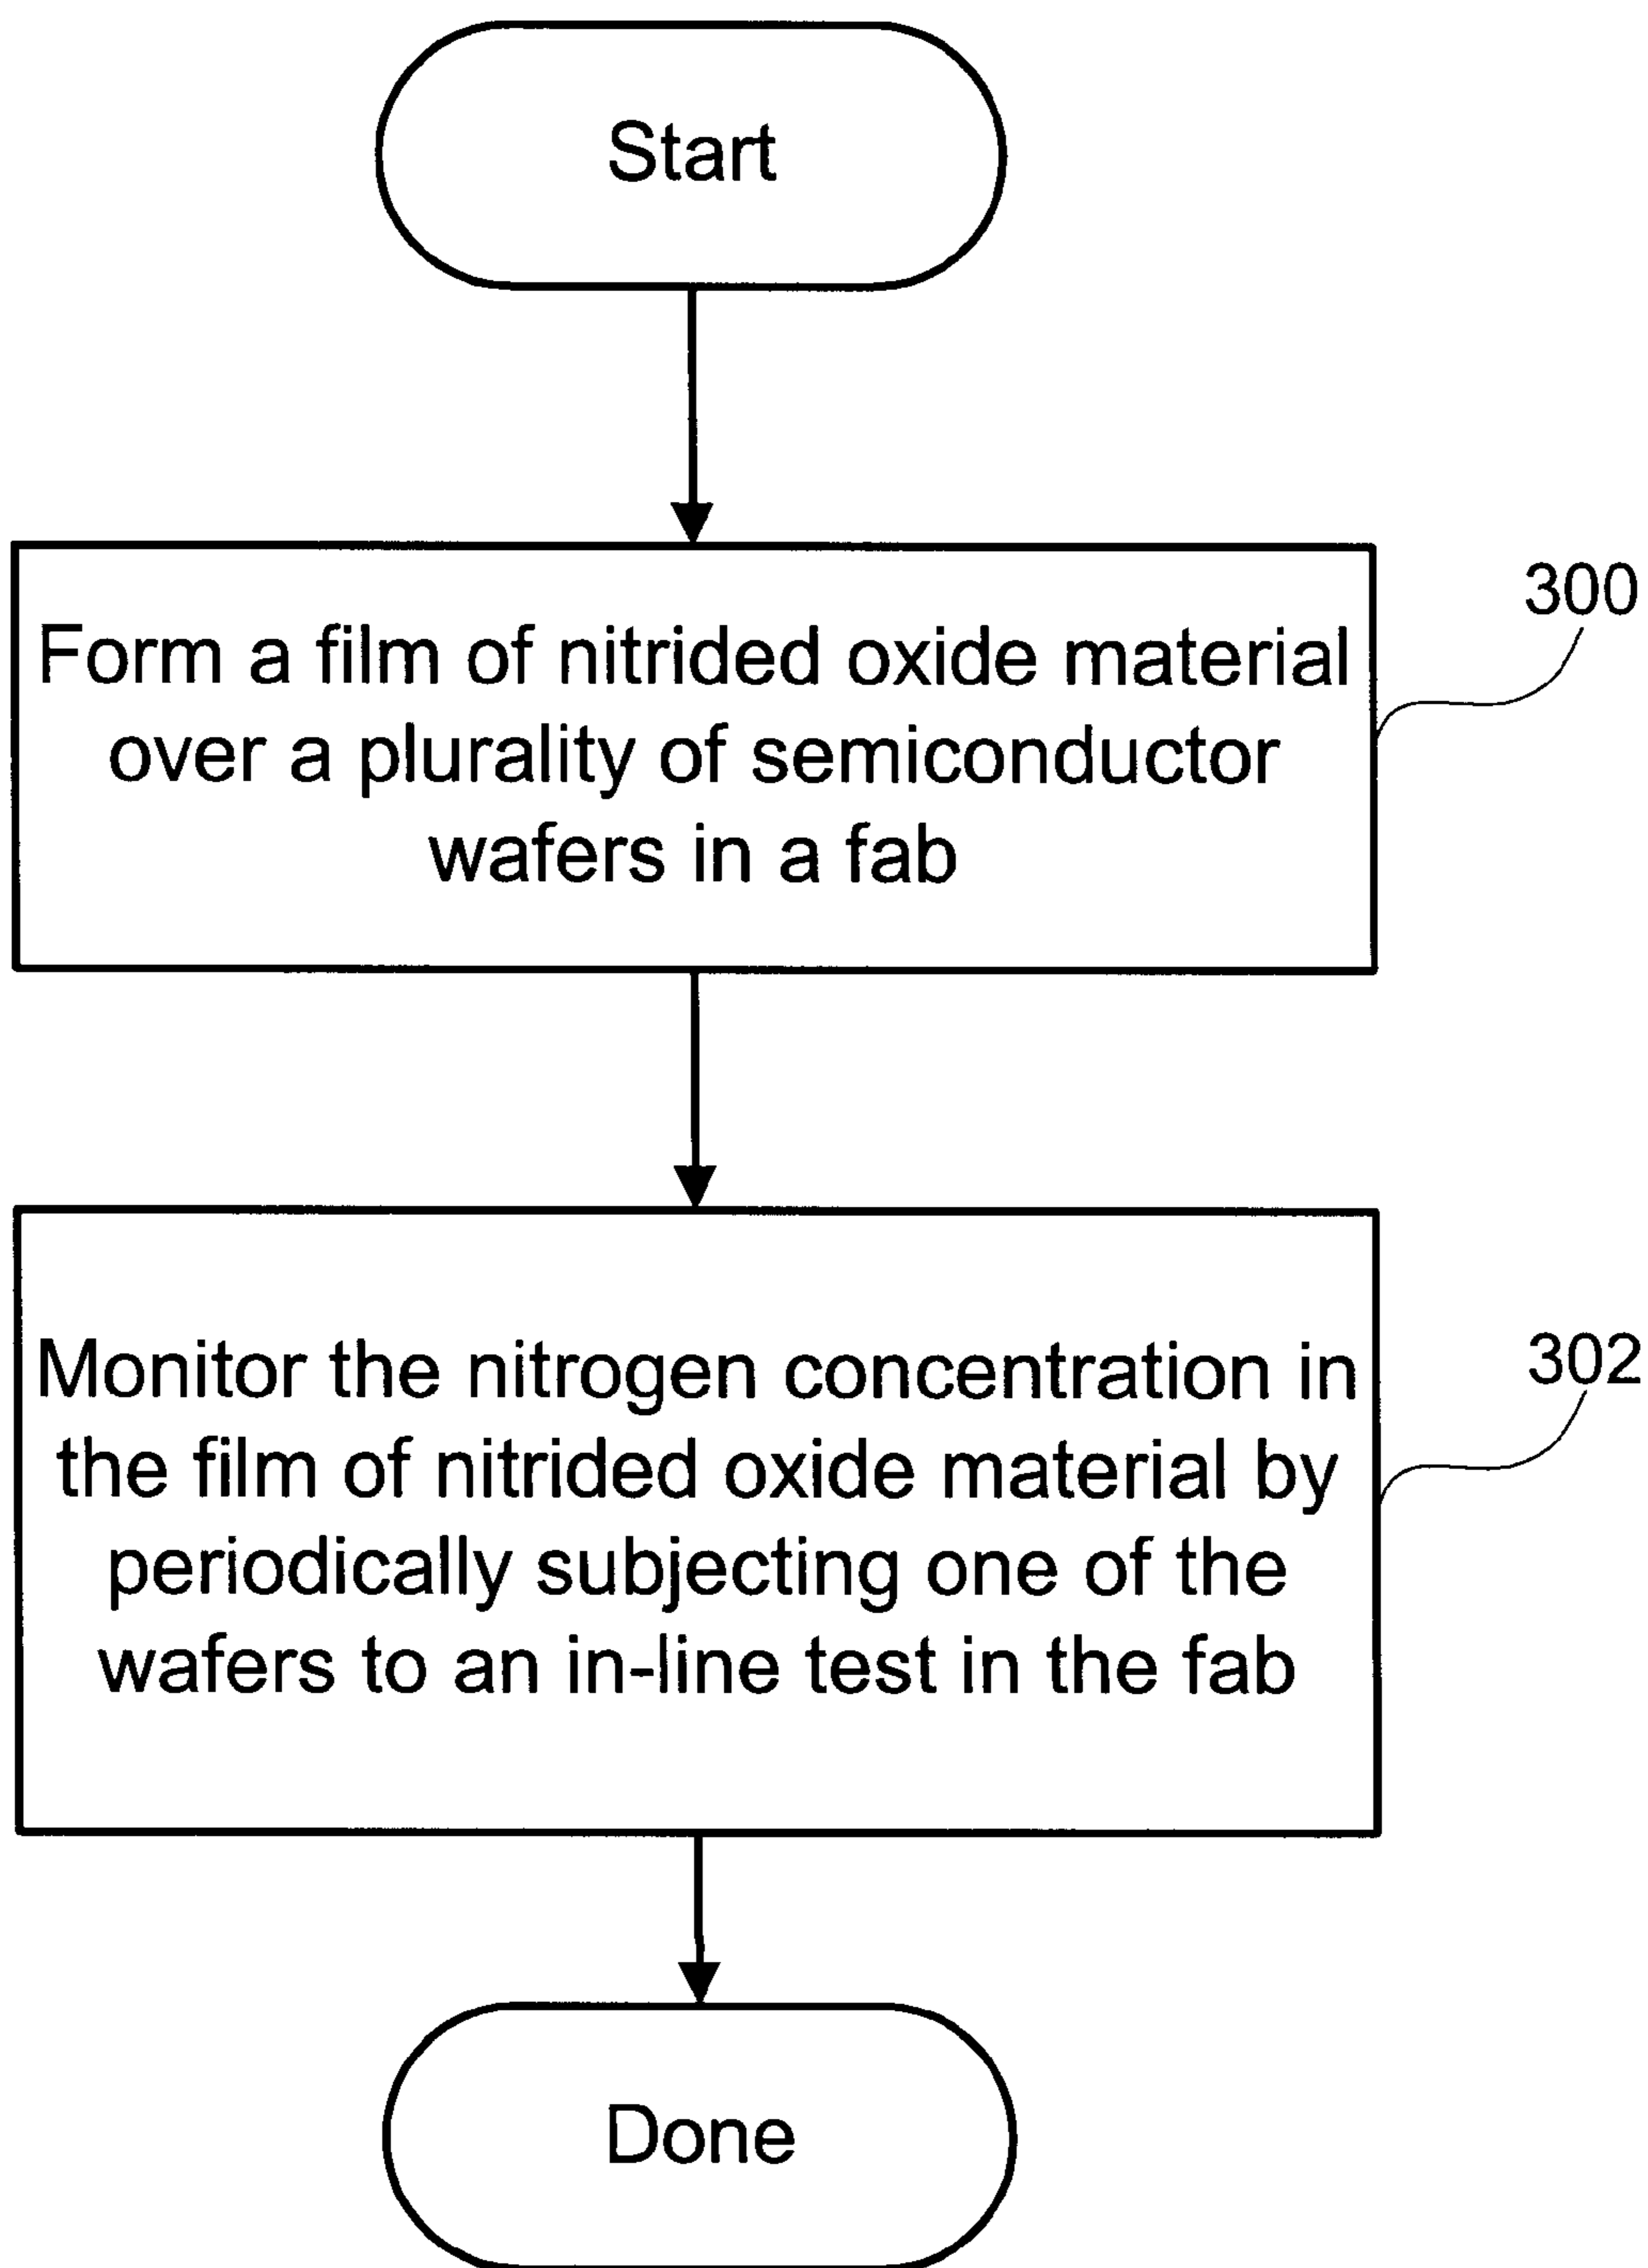 Start
300
Form a film of nitrided oxide material
over a plurality of semiconductor
wafers in a fab
302
Monitor the nitrogen concentration in
the film of nitrided oxide material by
periodically subjecting one of the
wafers to an in-line test in the fab
Done